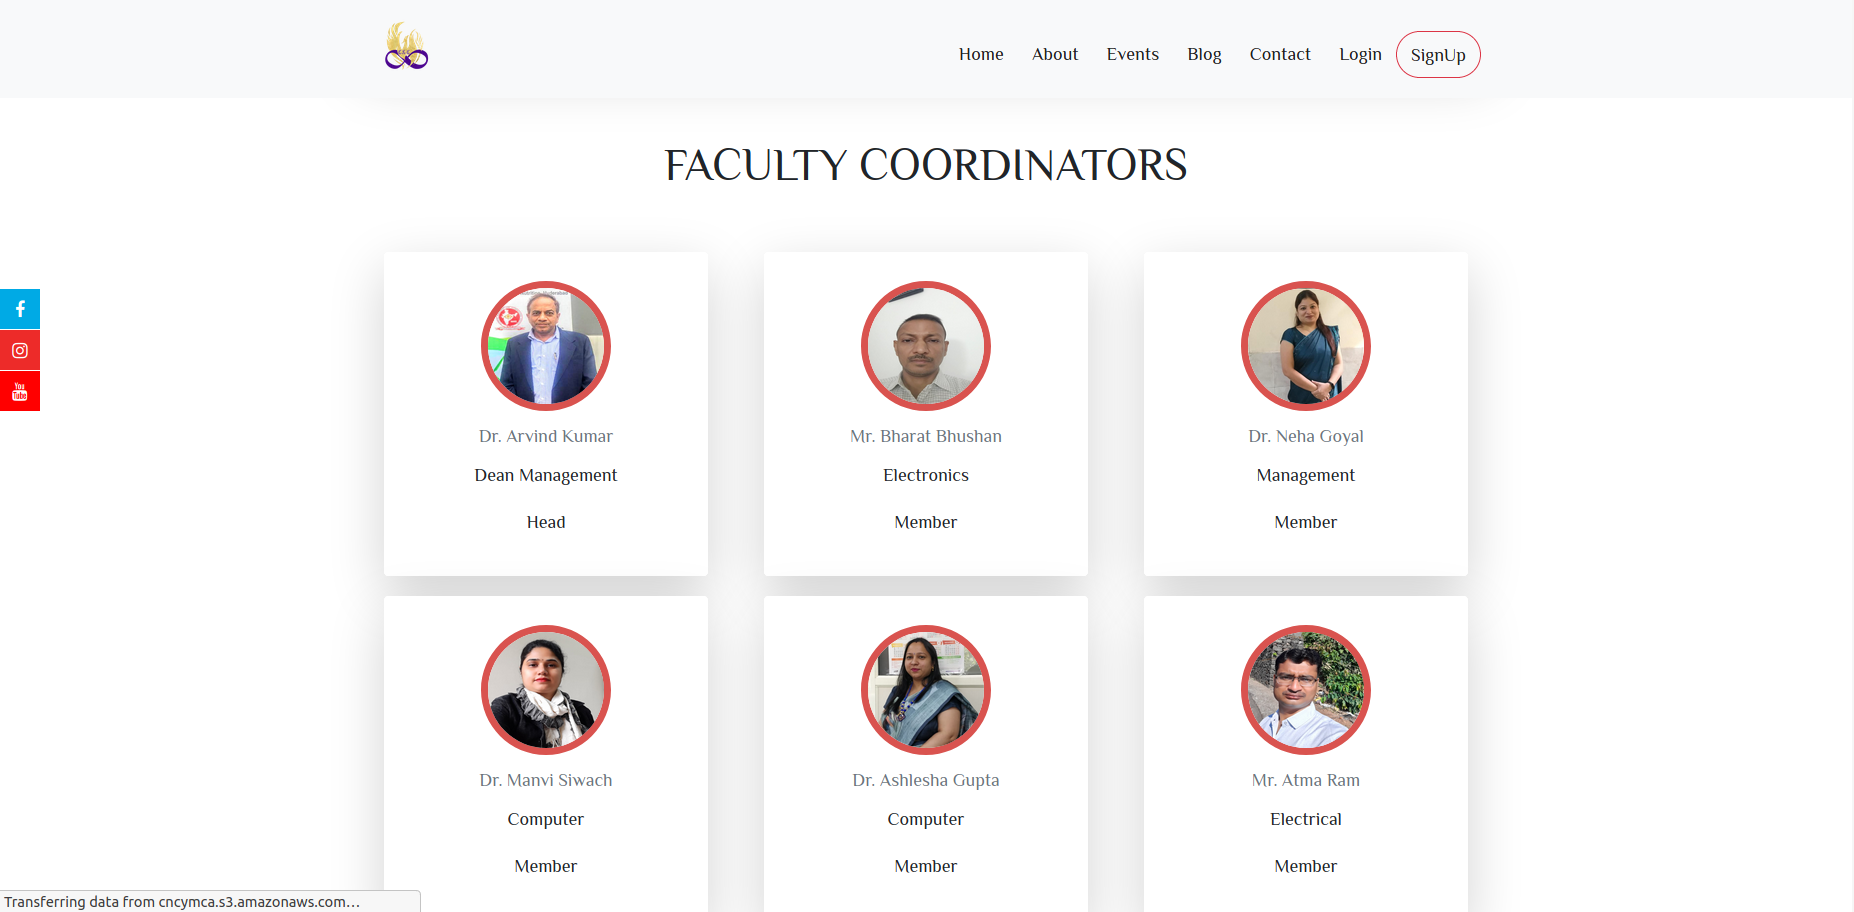 Home About Events Blog Contact Login SignUp
FACULTY COORDINATORS
Dr. Arvind Kumar
Dean Management
Head
Mr. Bharat Bhushan
Electronics
Member
Dr. Neha Goyal
Management
Member
You
Tube
Dr. Manvi Siwach
Computer
Member
Dr. Ashlesha Gupta
Computer
Member
Mr. Atma Ram
Electrical
Member
Transferring data from cncymca.s3.amazonaws.com...